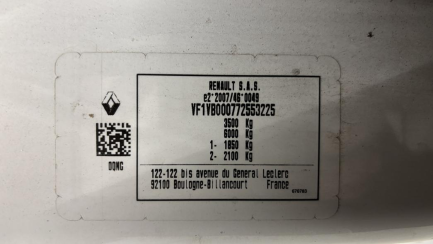 RENAULT S.A.S.
e2*2007/46*0049
VF1VB000772553225
3500 Kg
6000 Kg
1- 1850 Kg
2- 2100 Kg
DQNG
122-122 bis avenue du General Leclerc
92100 Boulogne-Billancourt France